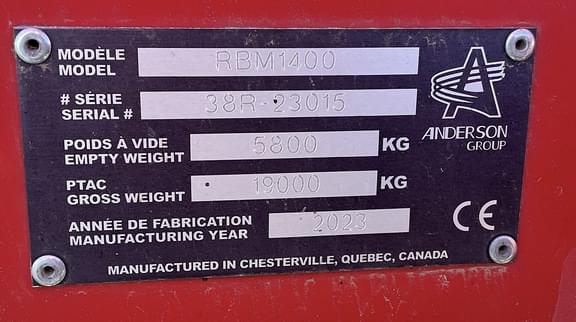 MODÈLE
MODEL RBM1400
# SÉRIE
SERIAL # 38R-23015
POIDS À VIDE
EMPTY WEIGHT 5800 KG
PTAC
GROSS WEIGHT 19000 KG
ANNÉE DE FABRICATION
MANUFACTURING YEAR 2023
ANDERSON
GROUP
CE
MANUFACTURED IN CHESTERVILLE, QUEBEC, CANADA